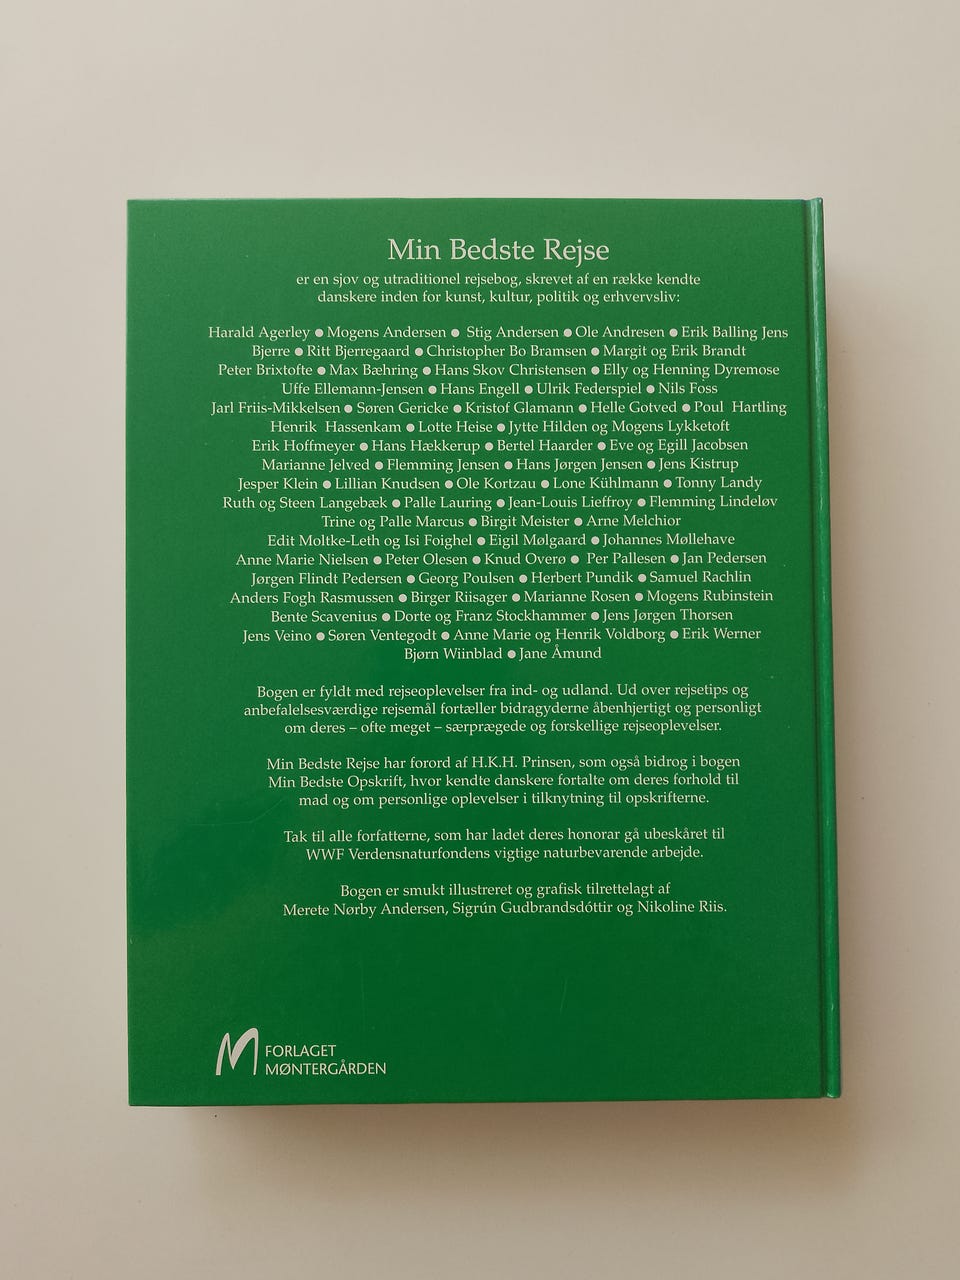 Min Bedste Rejse
er en sjov og utraditionel rejsebog, skrevet af en række kendte
danskere inden for kunst, kultur, politik og erhvervsliv:
Harald Agerley ● Mogens Andersen ● Stig Andersen ● Ole Andresen ● Erik Balling Jens
Bjerre ● Ritt Bjerregaard ● Christopher Bo Bramsen ● Margit og Erik Brandt
Peter Brixtofte ● Max Bæhring ● Hans Skov Christensen ● Elly og Henning Dyremose
Uffe Ellemann-Jensen ● Hans Engell ● Ulrik Federspiel ● Nils Foss
Jarl Friis-Mikkelsen ● Søren Gericke ● Kristof Glamann ● Helle Gotved ● Poul Hartling
Henrik Hassenkam ● Lotte Heise ● Jytte Hilden og Mogens Lykketoft
Erik Hoffmeyer ● Hans Hækkerup ● Bertel Haarder ● Eve og Egill Jacobsen
Marianne Jelved ● Flemming Jensen ● Hans Jørgen Jensen ● Jens Kistrup
Jesper Klein ● Lillian Knudsen ● Ole Kortzau ● Lone Kühlmann ● Tonny Landy
Ruth og Steen Langebæk ● Palle Lauring ● Jean-Louis Lieffroy ● Flemming Lindeløv
Trine og Palle Marcus ● Birgit Meister ● Arne Melchior
Edit Moltke-Leth og Isi Foighel ● Eigil Mølgaard ● Johannes Møllehave
Anne Marie Nielsen ● Peter Olesen ● Knud Overø ● Per Pallesen ● Jan Pedersen
Jørgen Flindt Pedersen ● Georg Poulsen ● Herbert Pundik ● Samuel Rachlin
Anders Fogh Rasmussen ● Birger Riisager ● Marianne Rosen ● Mogens Rubinstein
Bente Scavenius ● Dorte og Franz Stockhammer ● Jens Jørgen Thorsen
Jens Veino ● Søren Ventegodt ● Anne Marie og Henrik Voldborg ● Erik Werner
Bjørn Wiinblad ● Jane Åmund
Bogen er fyldt med rejseoplevelser fra ind- og udland. Ud over rejsetips og
anbefalelsesværdige rejsemål fortæller bidragyderne åbenhjertigt og personligt
om deres – ofte meget – særprægede og forskellige rejseoplevelser.
Min Bedste Rejse har forord af H.K.H. Prinsen, som også bidrog i bogen
Min Bedste Opskrift, hvor kendte danskere fortalte om deres forhold til
mad og om personlige oplevelser i tilknytning til opskrifterne.
Tak til alle forfatterne, som har ladet deres honorar gå ubeskåret til
WWF Verdensnaturfondens vigtige naturbevarende arbejde.
Bogen er smukt illustreret og grafisk tilrettelagt af
Merete Nørby Andersen, Sigrún Gudbrandsdóttir og Nikoline Riis.
FORLAGET
MØNTERGÅRDEN